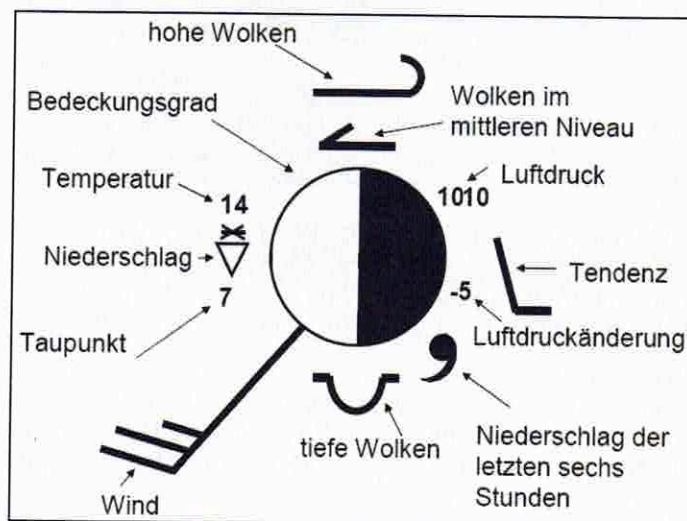 hohe Wolken
Bedeckungsgrad
Wolken im
mittleren Niveau
Temperatur
14
1010
Luftdruck
Niederschlag
Tendenz
7
-5
Taupunkt
Luftdruckänderung
tiefe Wolken
Niederschlag der
letzten sechs
Stunden
Wind